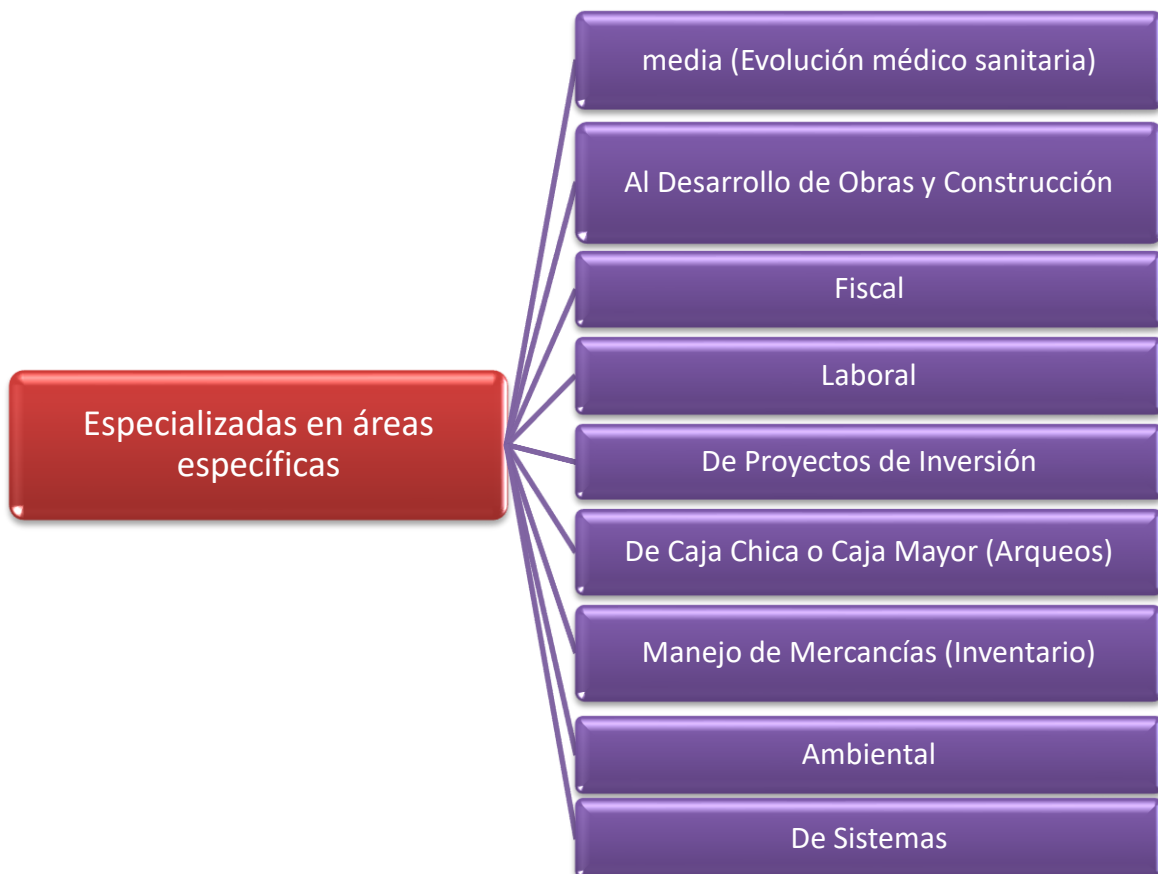 media (Evolución médico sanitaria)
Al Desarrollo de Obras y Construcción
Fiscal
Laboral
Especializadas en áreas
específicas
De Proyectos de Inversión
De Caja Chica o Caja Mayor (Arqueos)
Manejo de Mercancías (Inventario)
Ambiental
De Sistemas